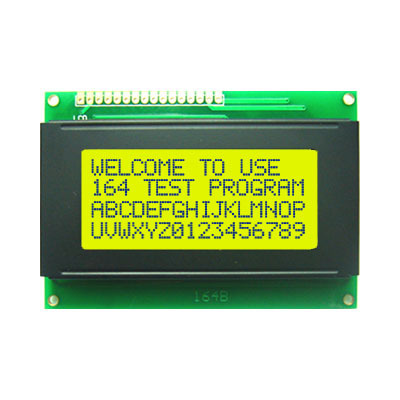 WELCOME TO USE
164 TEST PROGRAM
ABCDEFGHIJKLMNOP
UVWXYZ0123456789
164B